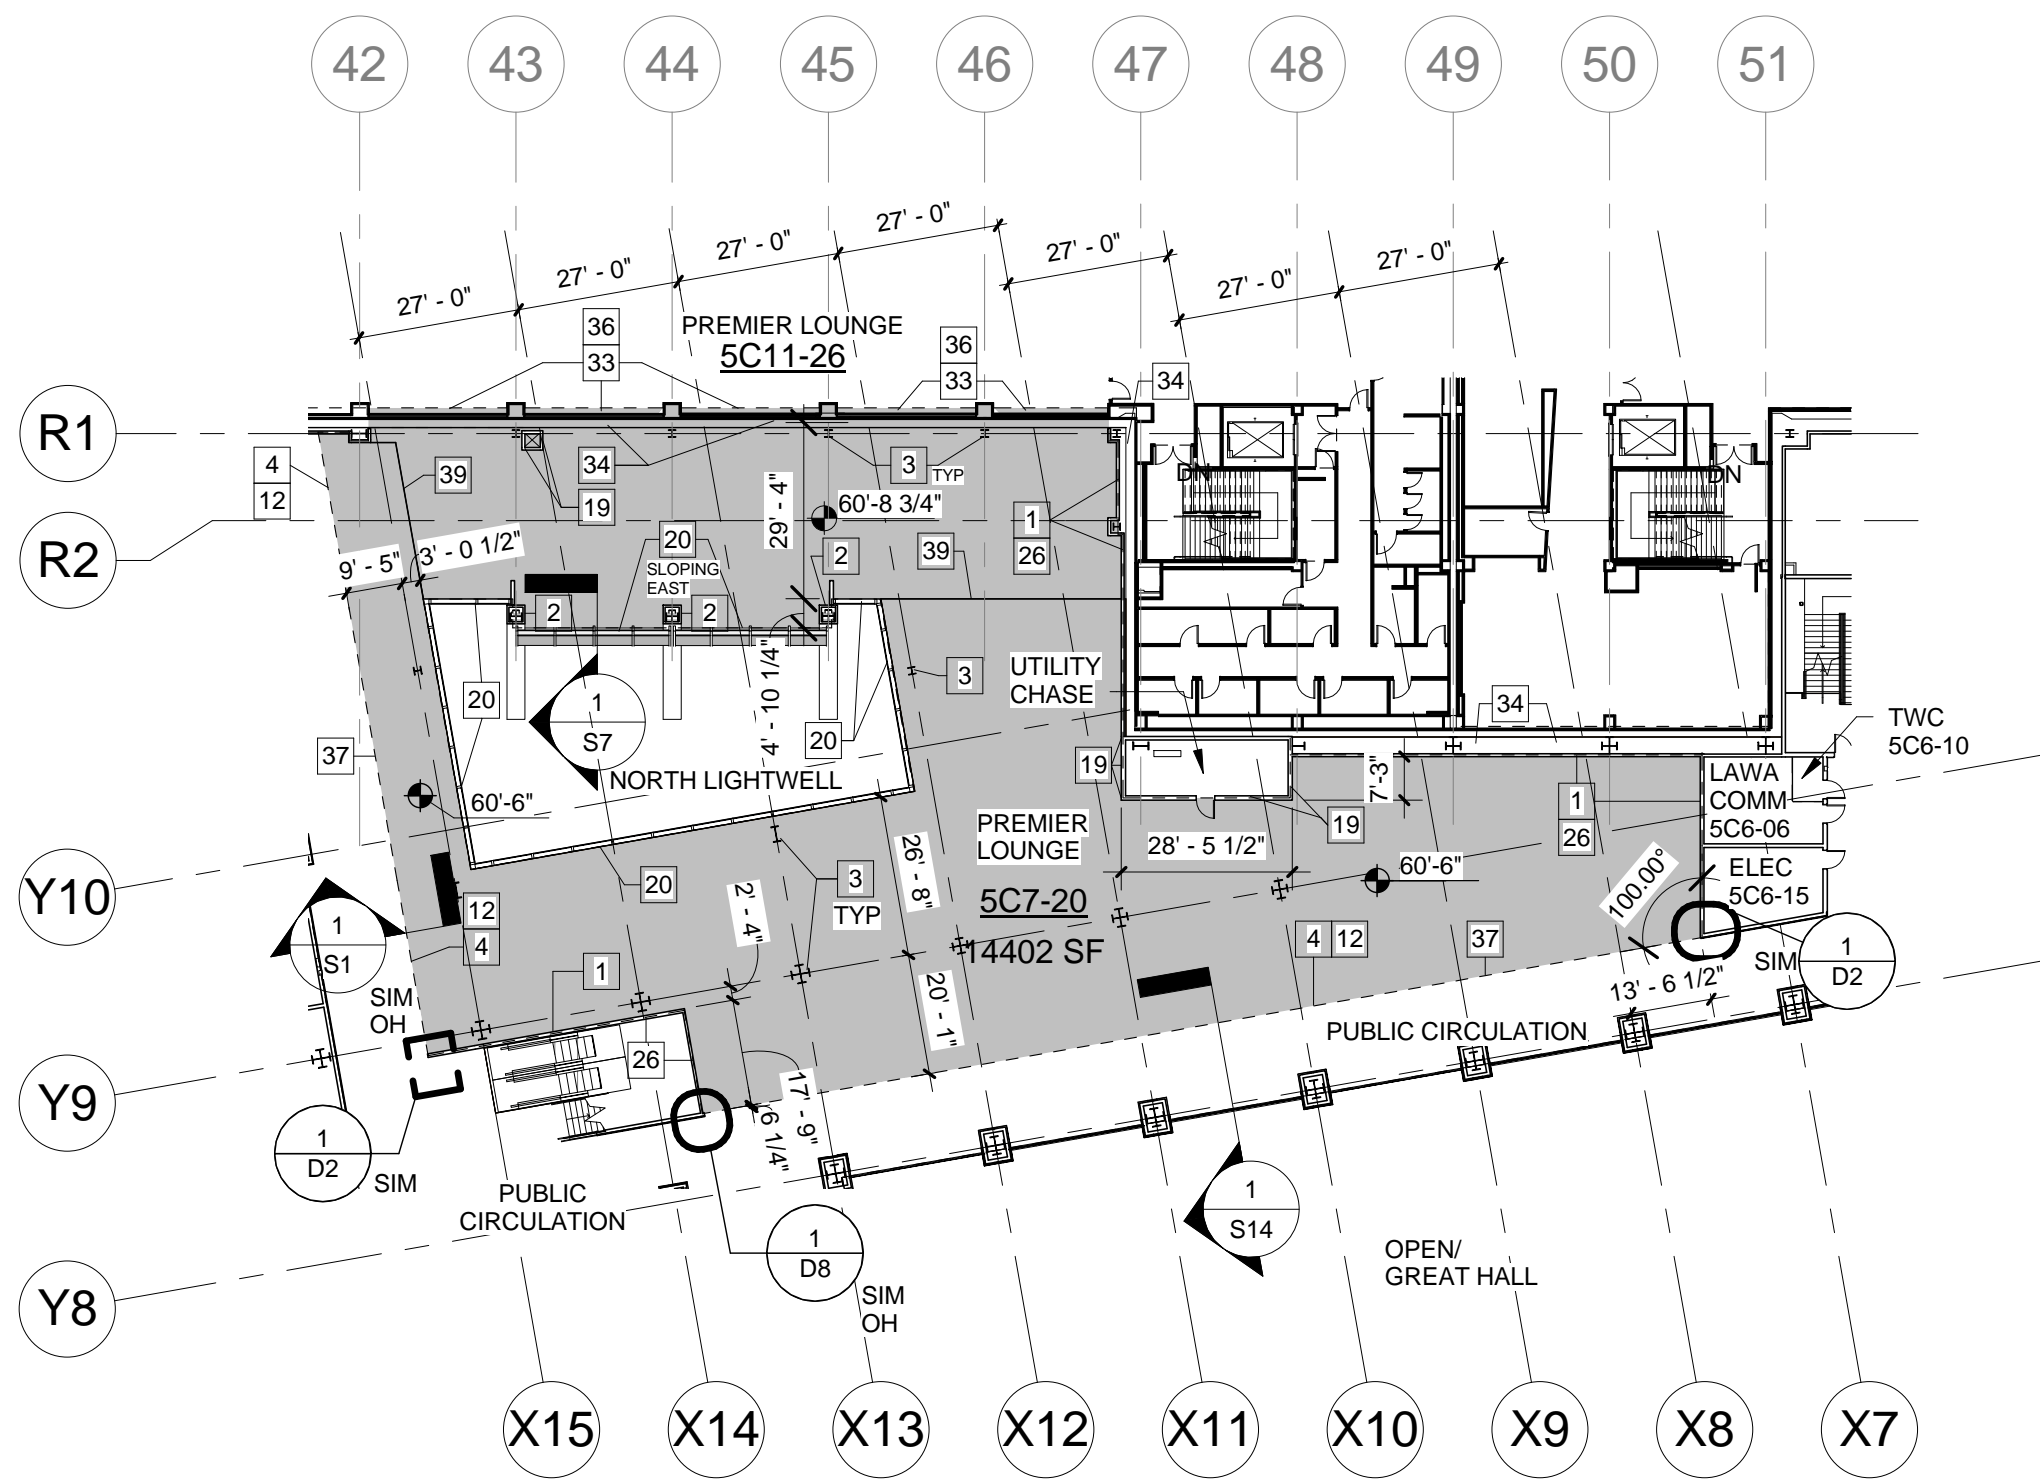 42 43 44 45 46 47 48 49 50 51
27' - 0" 27' - 0" 27' - 0" 27' - 0" 27' - 0" 27' - 0" 27' - 0"
36
33
PREMIER LOUNGE
5C11-26
36
33
34
R1
4
12
39
34
19
3
TYP
29' - 4"
60'-8 3/4"
DN
DN
R2
9' - 5"
3' - 0 1/2"
20
SLOPING
EAST
2
39
1
26
2
2
4' - 10 1/4"
UTILITY
CHASE
3
20
1
S7
20
34
TWC
5C6-10
37
NORTH LIGHTWELL
19
7'-3"
LAWA
COMM
5C6-06
60'-6"
PREMIER
LOUNGE
19
1
26
28' - 5 1/2"
60'-6"
Y10
20
3
TYP
26' - 8"
2' - 4"
5C7-20
14402 SF
100.00°
ELEC
5C6-15
12
4
1
S1
1
4
12
37
SIM
1
D2
SIM
OH
20' - 1"
13' - 6 1/2"
PUBLIC CIRCULATION
26
Y9
17' - 9"
6 1/4"
1
D2
SIM
PUBLIC
CIRCULATION
1
S14
1
D8
SIM
OH
OPEN/
GREAT HALL
Y8
X15 X14 X13 X12 X11 X10 X9 X8 X7